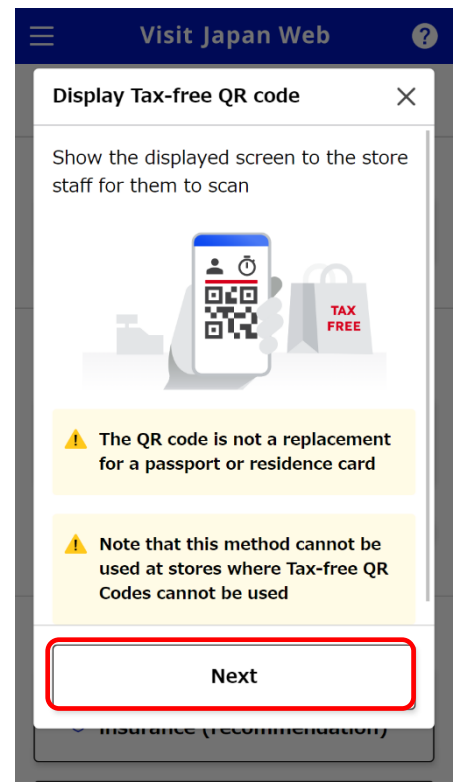 Visit Japan Web
?
Display Tax-free QR code
Show the displayed screen to the store
staff for them to scan
TAX
FREE
The QR code is not a replacement
for a passport or residence card
Note that this method cannot be
used at stores where Tax-free QR
Codes cannot be used
Next
Insurance (recommendation)